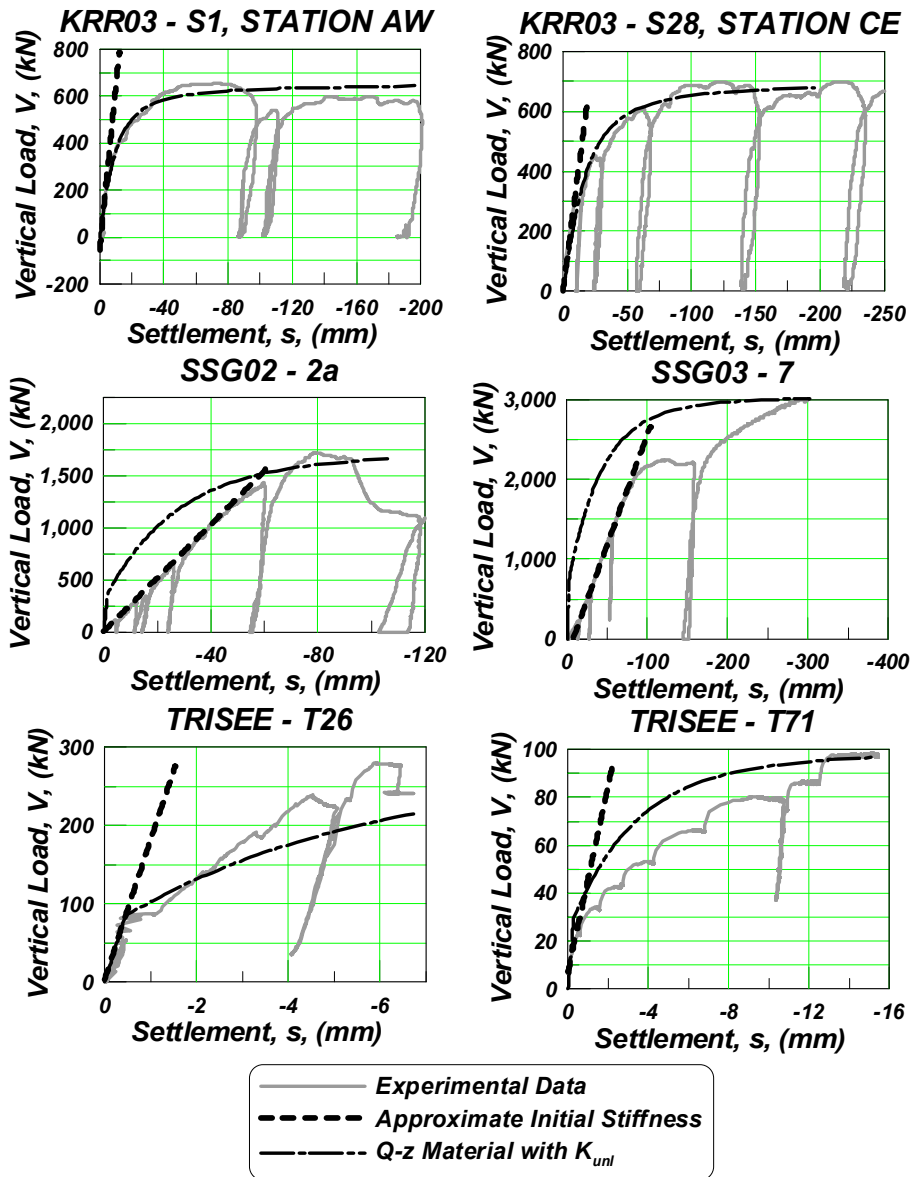 KRR03 - S1, STATION AW
800
600
400
200
0
-200
Vertical Load, V, (kN)
0 -40 -80 -120 -160 -200
Settlement, s, (mm)
KRR03 - S28, STATION CE
1000
800
600
400
200
0
Vertical Load, V, (kN)
0 -50 -100 -150 -200 -250
Settlement, s, (mm)
SSG02 - 2a
2,000
1,500
1,000
500
0
Vertical Load, V, (kN)
0 -40 -80 -120
Settlement, s, (mm)
SSG03 - 7
3,000
2,000
1,000
0
Vertical Load, V, (kN)
0 -100 -200 -300 -400
Settlement, s, (mm)
TRISEE - T26
300
200
100
0
Vertical Load, V, (kN)
0 -2 -4 -6
Settlement, s, (mm)
TRISEE - T71
100
80
60
40
20
0
Vertical Load, V, (kN)
0 -4 -8 -12 -16
Settlement, s, (mm)
Experimental Data
Approximate Initial Stiffness
Q-z Material with K_unl